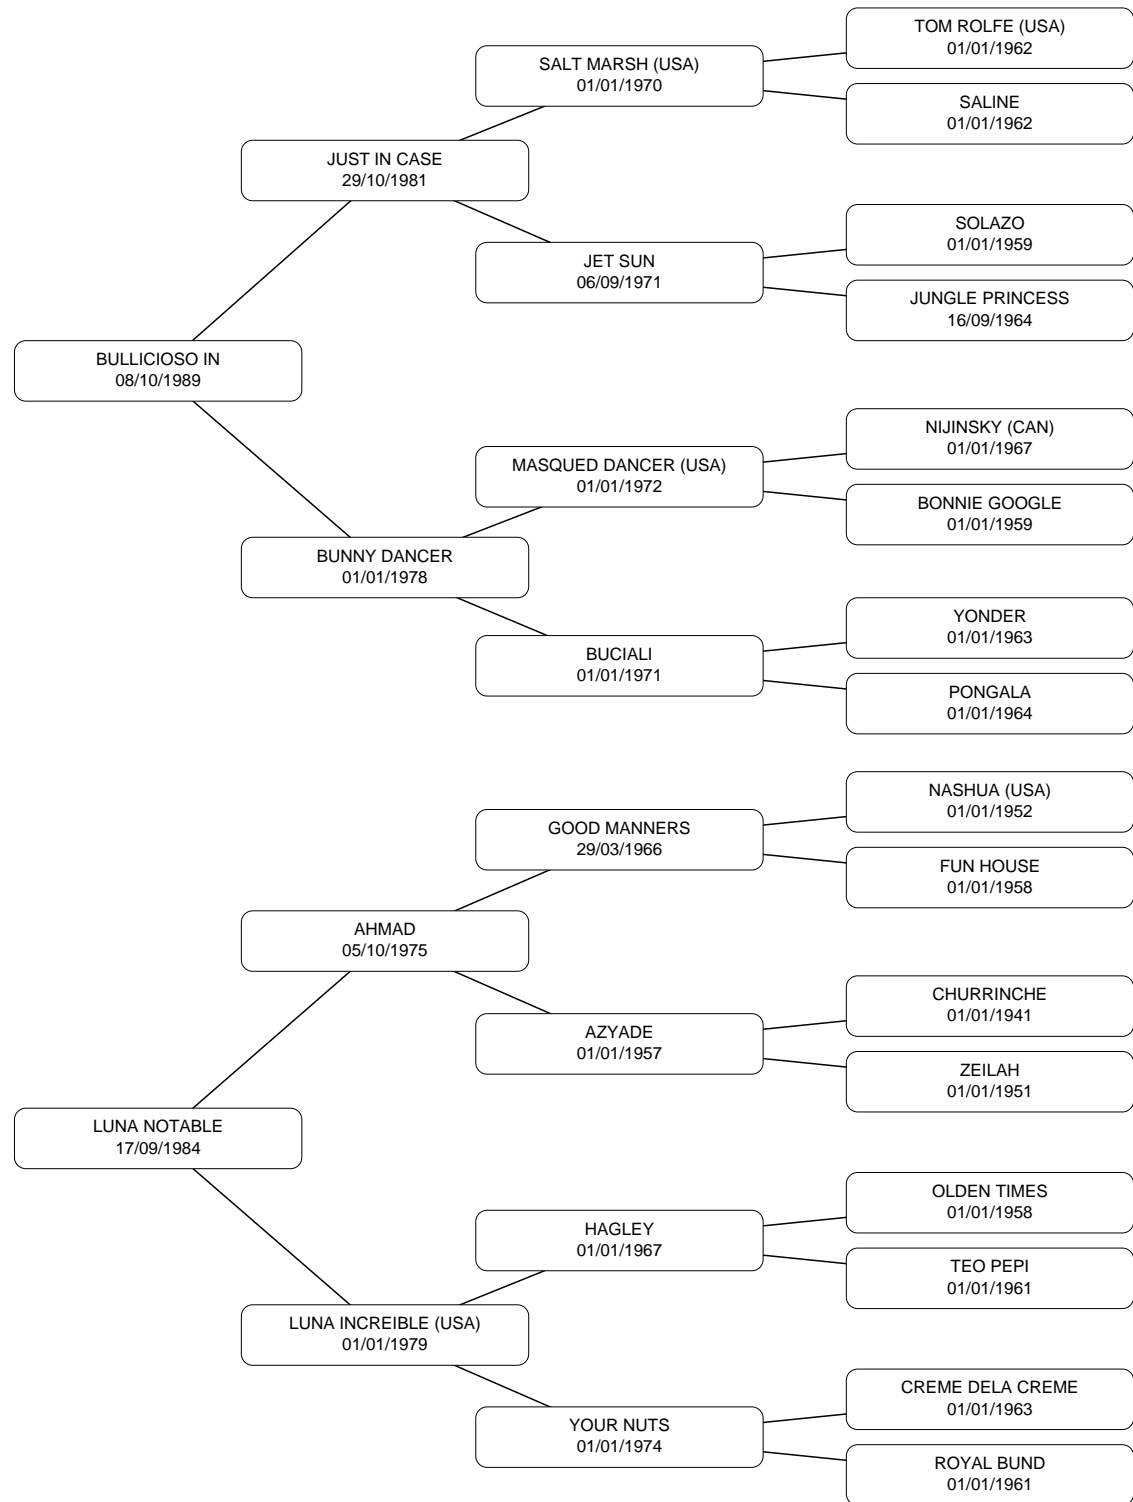 TOM ROLFE (USA)
01/01/1962
SALT MARSH (USA)
01/01/1970
SALINE
01/01/1962
JUST IN CASE
29/10/1981
SOLAZO
01/01/1959
JET SUN
06/09/1971
JUNGLE PRINCESS
16/09/1964
BULLICIOSO IN
08/10/1989
NIJINSKY (CAN)
01/01/1967
MASQUED DANCER (USA)
01/01/1972
BONNIE GOOGLE
01/01/1959
BUNNY DANCER
01/01/1978
YONDER
01/01/1963
BUCIALI
01/01/1971
PONGALA
01/01/1964
NASHUA (USA)
01/01/1952
GOOD MANNERS
29/03/1966
FUN HOUSE
01/01/1958
AHMAD
05/10/1975
CHURRINCHE
01/01/1941
AZYADE
01/01/1957
ZEILAH
01/01/1951
LUNA NOTABLE
17/09/1984
OLDEN TIMES
01/01/1958
HAGLEY
01/01/1967
TEO PEPI
01/01/1961
LUNA INCREIBLE (USA)
01/01/1979
CREME DELA CREME
01/01/1963
YOUR NUTS
01/01/1974
ROYAL BUND
01/01/1961